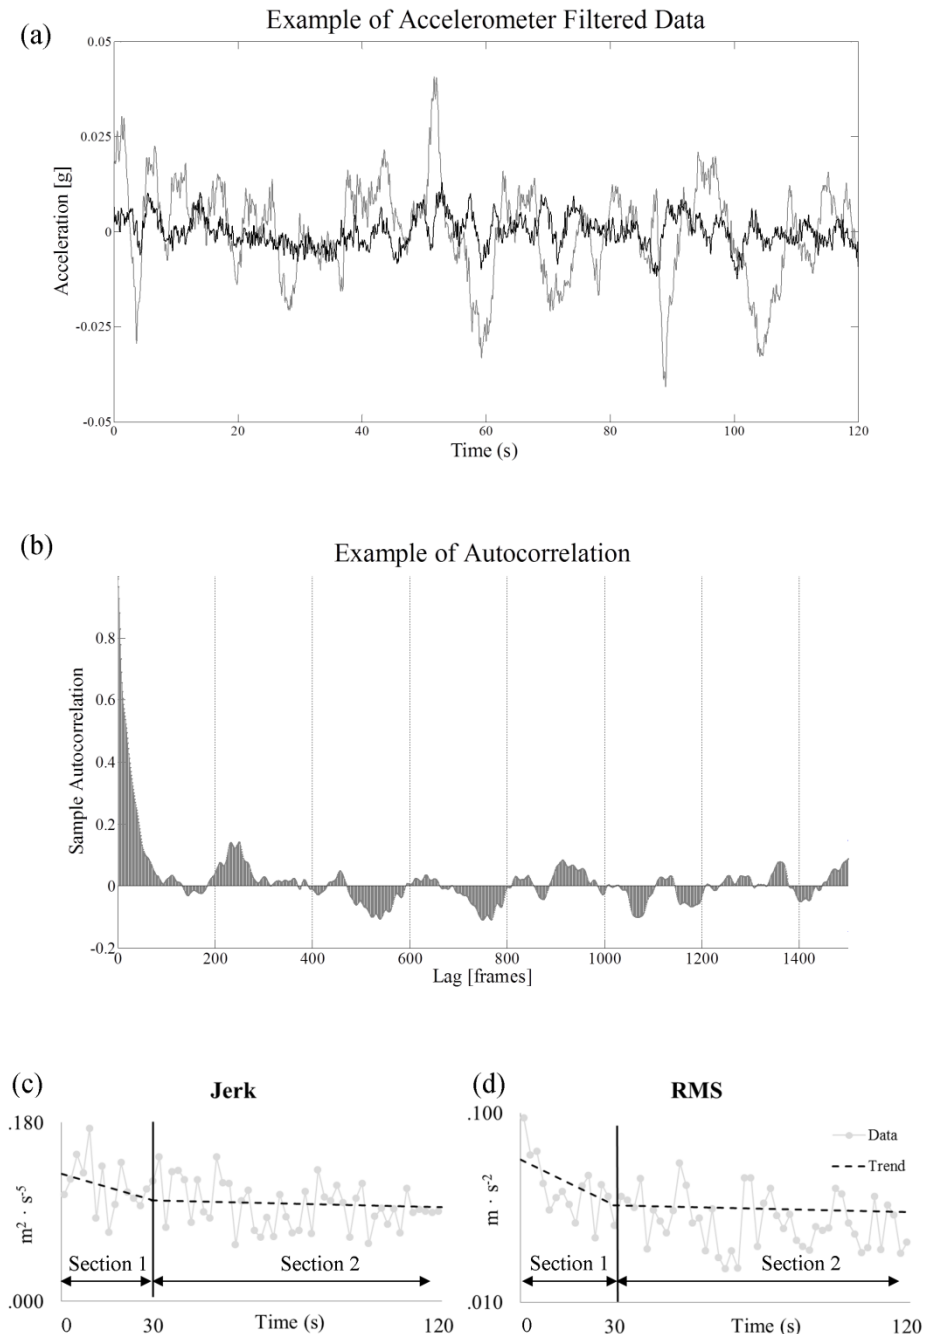 (a)
Example of Accelerometer Filtered Data
0.05
0.025
0
-0.025
-0.05
Acceleration [g]
0 20 40 60 80 100 120
Time (s)
(b)
Example of Autocorrelation
0.8
0.6
0.4
0.2
0
-0.2
Sample Autocorrelation
0 200 400 600 800 1000 1200 1400
Lag [frames]
(c)
Jerk
.180
m² · s⁻⁵
.000
Section 1
Section 2
0 30 Time (s) 120
(d)
RMS
.100
m · s⁻²
.010
Data
Trend
Section 1
Section 2
0 30 Time (s) 120